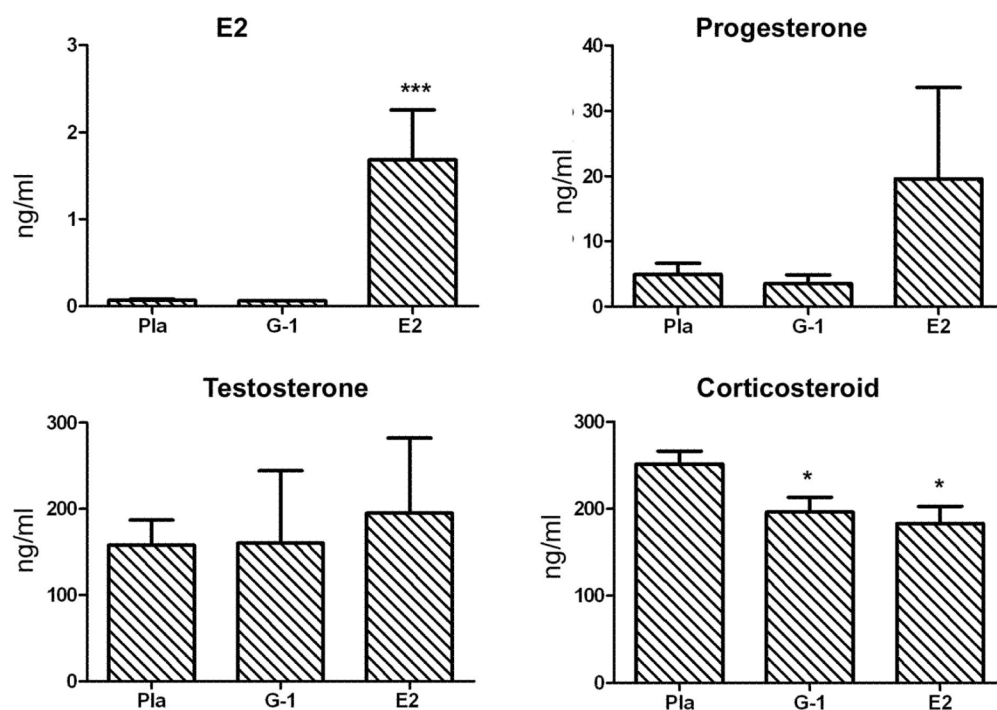 E2
3
2
1
0
ng/ml
***
Pla
G-1
E2
Progesterone
40
30
20
10
0
ng/ml
Pla
G-1
E2
Testosterone
300
200
100
0
ng/ml
Pla
G-1
E2
Corticosteroid
300
200
100
0
ng/ml
*
*
Pla
G-1
E2